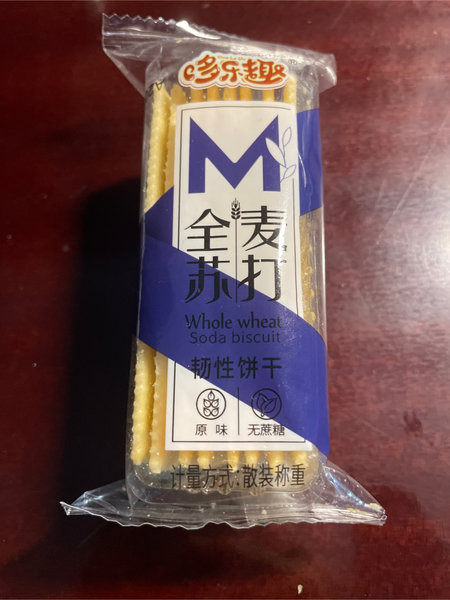 哆乐趣
M
全麦
苏打
Whole wheat
Soda biscuit
韧性饼干
原味 无蔗糖
计量方式:散装称重